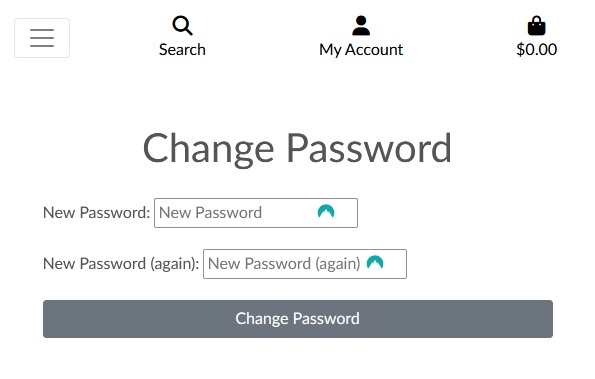 Search
My Account
$0.00
Change Password
New Password: New Password
New Password (again): New Password (again)
Change Password